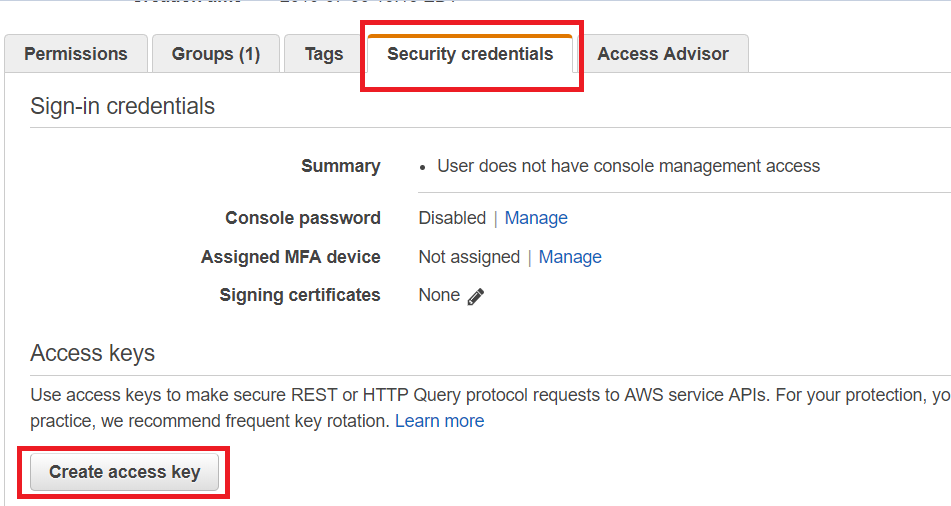 Permissions Groups (1) Tags Security credentials Access Advisor
Sign-in credentials
Summary • User does not have console management access
Console password Disabled | Manage
Assigned MFA device Not assigned | Manage
Signing certificates None
Access keys
Use access keys to make secure REST or HTTP Query protocol requests to AWS service APIs. For your protection,
practice, we recommend frequent key rotation. Learn more
Create access key